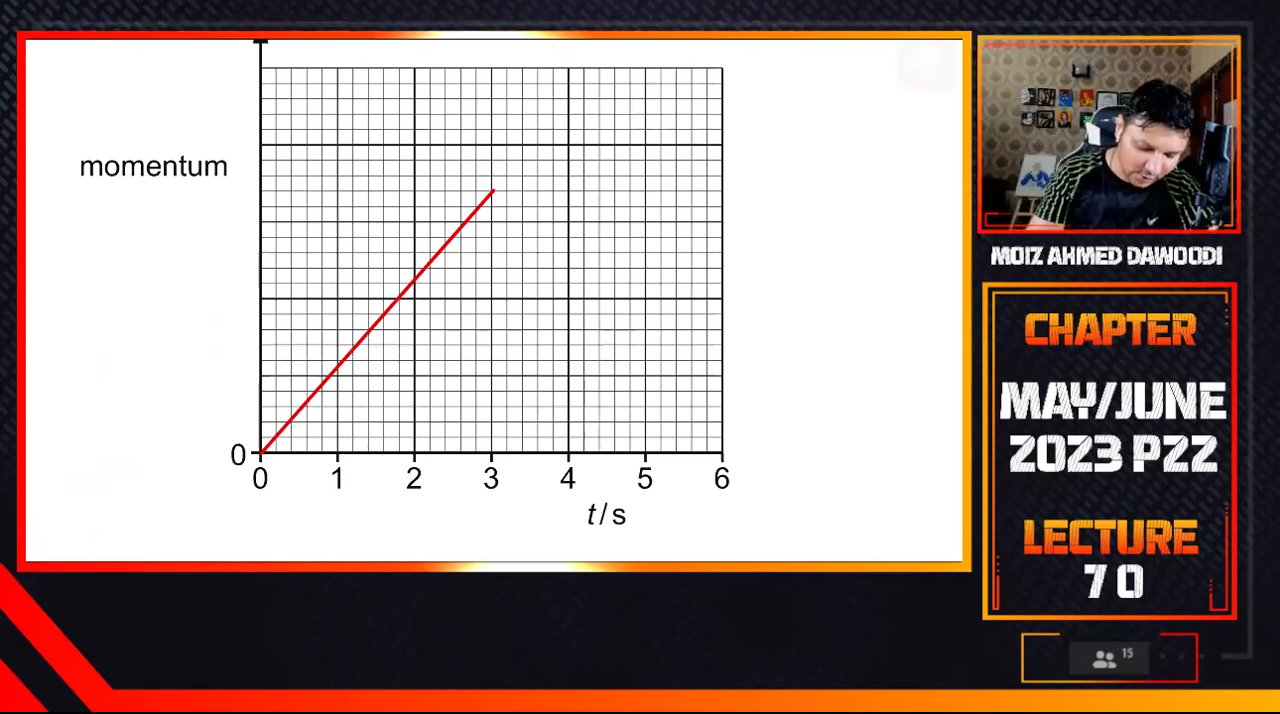 momentum
0
0 1 2 3 4 5 6
t/s
MOIZ AHMED DAWOODI
CHAPTER
MAY/JUNE
2023 P22
LECTURE
70
15